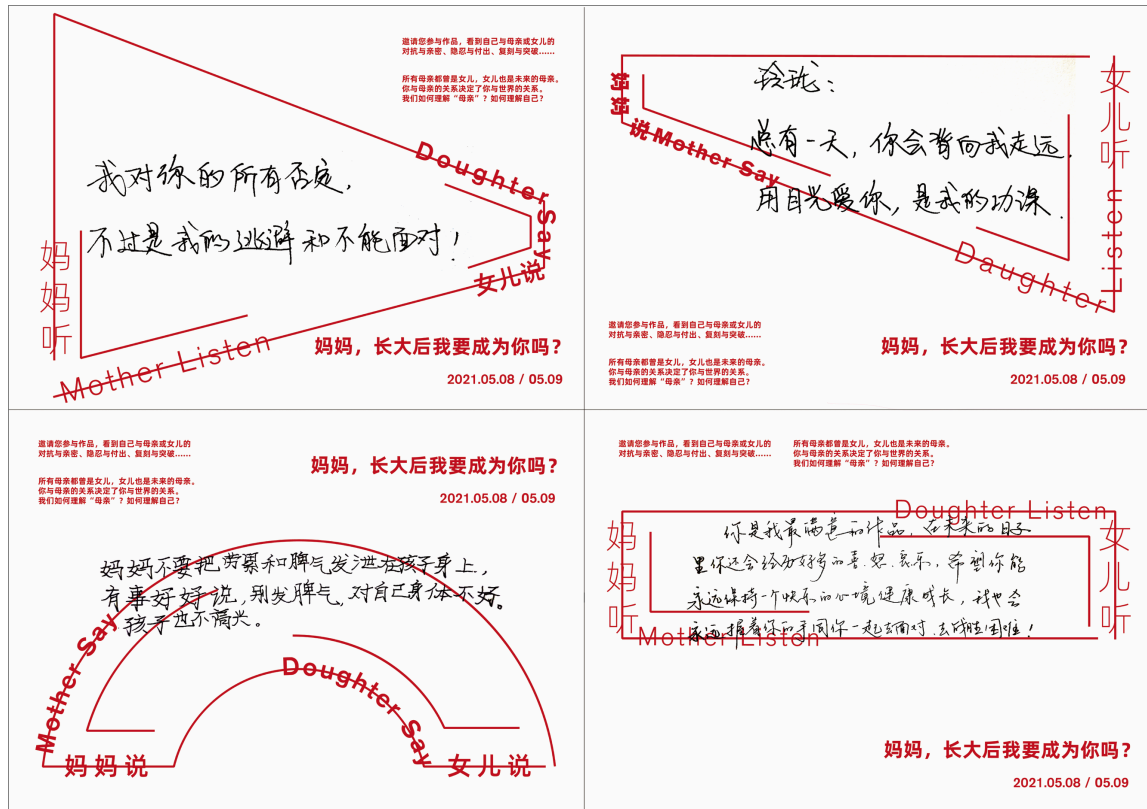 邀请您参与作品，看到自己与母亲或女儿的
对抗与亲密、隐忍与付出、复刻与突破……
所有母亲都曾是女儿，女儿也是未来的母亲。
你与母亲的关系决定了你与世界的关系。
我们如何理解“母亲”？如何理解自己？
Doughter Say
女儿说
我对你的所有否定，
不过是我的逃避和不能面对！
妈妈听
Mother Listen
妈妈，长大后我要成为你吗？
2021.05.08 / 05.09
妈妈说 Mother Say
玲珑：
总有一天，你会背向我走远.
用目光爱你，是我的功课.
女儿听
Daughter Listen
邀请您参与作品，看到自己与母亲或女儿的
对抗与亲密、隐忍与付出、复刻与突破……
所有母亲都曾是女儿，女儿也是未来的母亲。
你与母亲的关系决定了你与世界的关系。
我们如何理解“母亲”？如何理解自己？
妈妈，长大后我要成为你吗？
2021.05.08 / 05.09
邀请您参与作品，看到自己与母亲或女儿的
对抗与亲密、隐忍与付出、复刻与突破……
所有母亲都曾是女儿，女儿也是未来的母亲。
你与母亲的关系决定了你与世界的关系。
我们如何理解“母亲”？如何理解自己？
妈妈，长大后我要成为你吗？
2021.05.08 / 05.09
妈妈不要把劳累和脾气发泄在孩子身上，
有事好好说，别发脾气，对自己身体不好。
孩子也不高兴。
Mother Say
妈妈说
Doughter Say
女儿说
邀请您参与作品，看到自己与母亲或女儿的
对抗与亲密、隐忍与付出、复刻与突破……
所有母亲都曾是女儿，女儿也是未来的母亲。
你与母亲的关系决定了你与世界的关系。
我们如何理解“母亲”？如何理解自己？
Doughter Listen
妈妈听
女儿听
你是我最满意的作品，在未来的日子
里你还会经历好多的喜怒哀乐，希望你能
永远保持一个快乐的心境健康成长，我也会
永远握着你的手同你一起去面对、去战胜困难！
Mother Listen
妈妈，长大后我要成为你吗？
2021.05.08 / 05.09